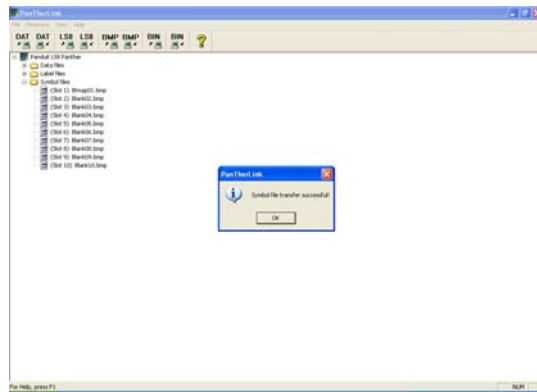 PanTherLink
File View Help
DAT DAT LS8 LS8 BMP BMP BIN BIN
Panduit LS8 Panther
Data files
Label files
Symbol files
(Slot 1) Bitmap01.bmp
(Slot 2) Blank02.bmp
(Slot 3) Blank03.bmp
(Slot 4) Blank04.bmp
(Slot 5) Blank05.bmp
(Slot 6) Blank06.bmp
(Slot 7) Blank07.bmp
(Slot 8) Blank08.bmp
(Slot 9) Blank09.bmp
(Slot 10) Blank10.bmp
PanTherLink
Symbol file transfer successful!
OK
For Help, press F1
NUM